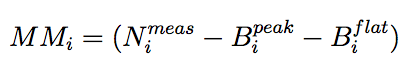 $MM_i = (N_i^{meas} - B_i^{peak} - B_i^{flat})$